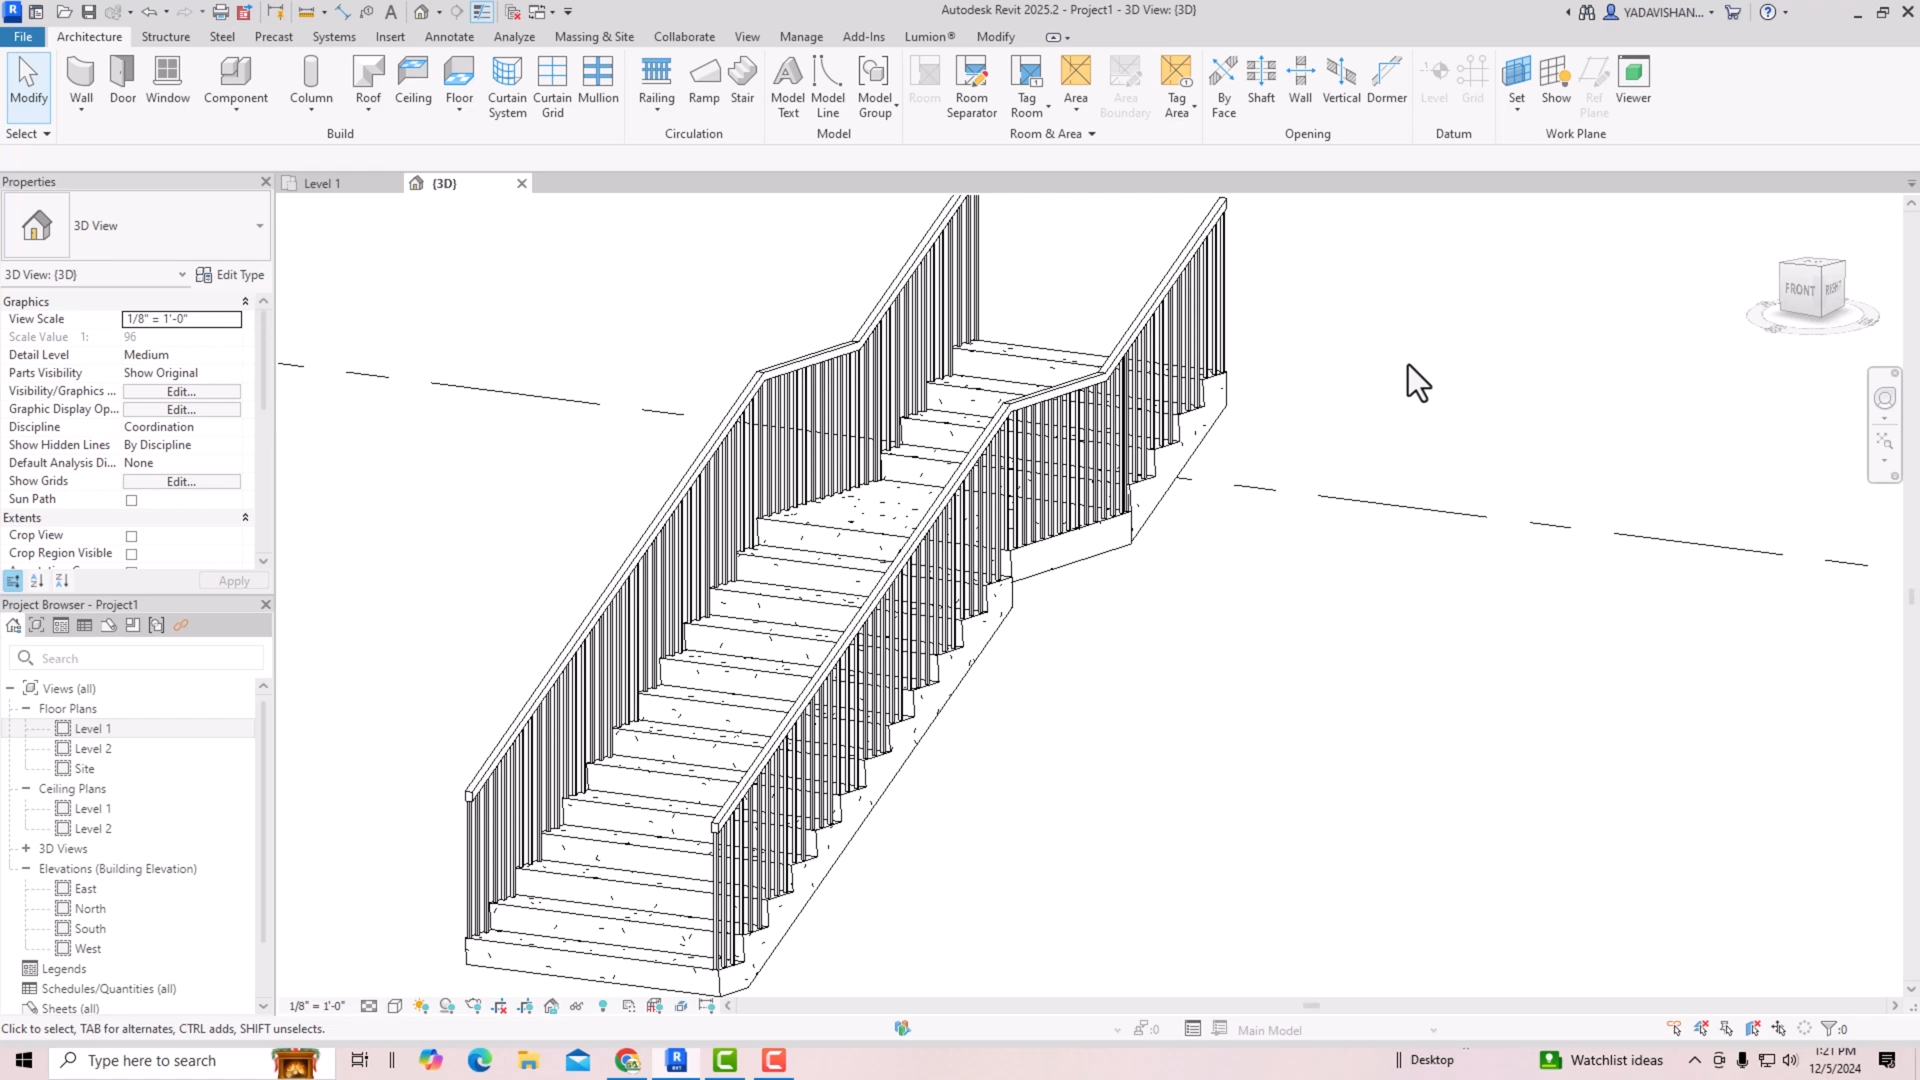 Autodesk Revit 2025.2 - Project1 - 3D View: {3D}
YADAVISHAN...
File Architecture Structure Steel Precast Systems Insert Annotate Analyze Massing & Site Collaborate View Manage Add-Ins Lumion® Modify
Modify Wall Door Window Component Column Roof Ceiling Floor Curtain System Curtain Grid Mullion Railing Ramp Stair Model Text Model Line Model Group Room Room Separator Tag Room Area Area Boundary Tag Area By Face Shaft Wall Vertical Dormer Level Grid Set Show Ref Plane Viewer
Select Build Circulation Model Room & Area Opening Datum Work Plane
Properties
Level 1
{3D}
3D View
3D View: {3D}
Edit Type
Graphics
View Scale 1/8" = 1'-0"
Scale Value 1: 96
Detail Level Medium
Parts Visibility Show Original
Visibility/Graphics ... Edit...
Graphic Display Op... Edit...
Discipline Coordination
Show Hidden Lines By Discipline
Default Analysis Di... None
Show Grids Edit...
Sun Path
Extents
Crop View
Crop Region Visible
Apply
FRONT RIGHT
Project Browser - Project1
Search
Views (all)
Floor Plans
Level 1
Level 2
Site
Ceiling Plans
Level 1
Level 2
3D Views
Elevations (Building Elevation)
East
North
South
West
Legends
Schedules/Quantities (all)
Sheets (all)
1/8" = 1'-0"
Click to select, TAB for alternates, CTRL adds, SHIFT unselects.
:0
Main Model
:0
Type here to search
Desktop
Watchlist ideas
1:21 PM
12/5/2024